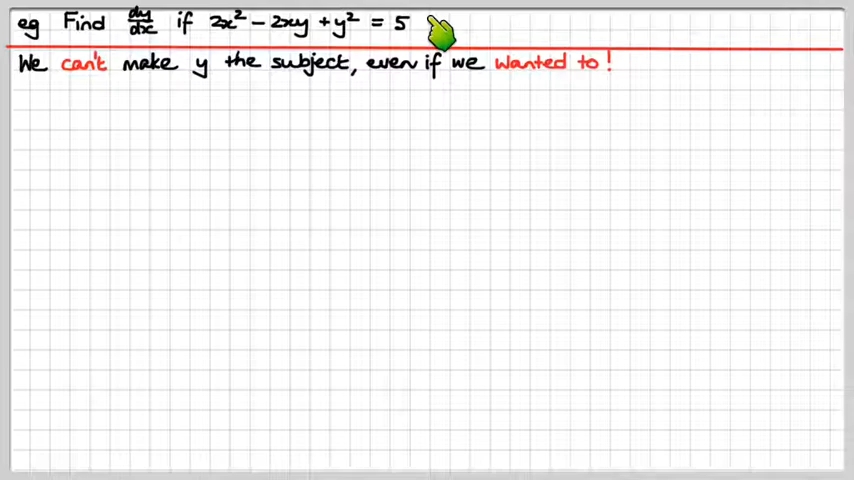 eg Find dy/dx if 2x² - 2xy + y² = 5
We can't make y the subject, even if we wanted to!